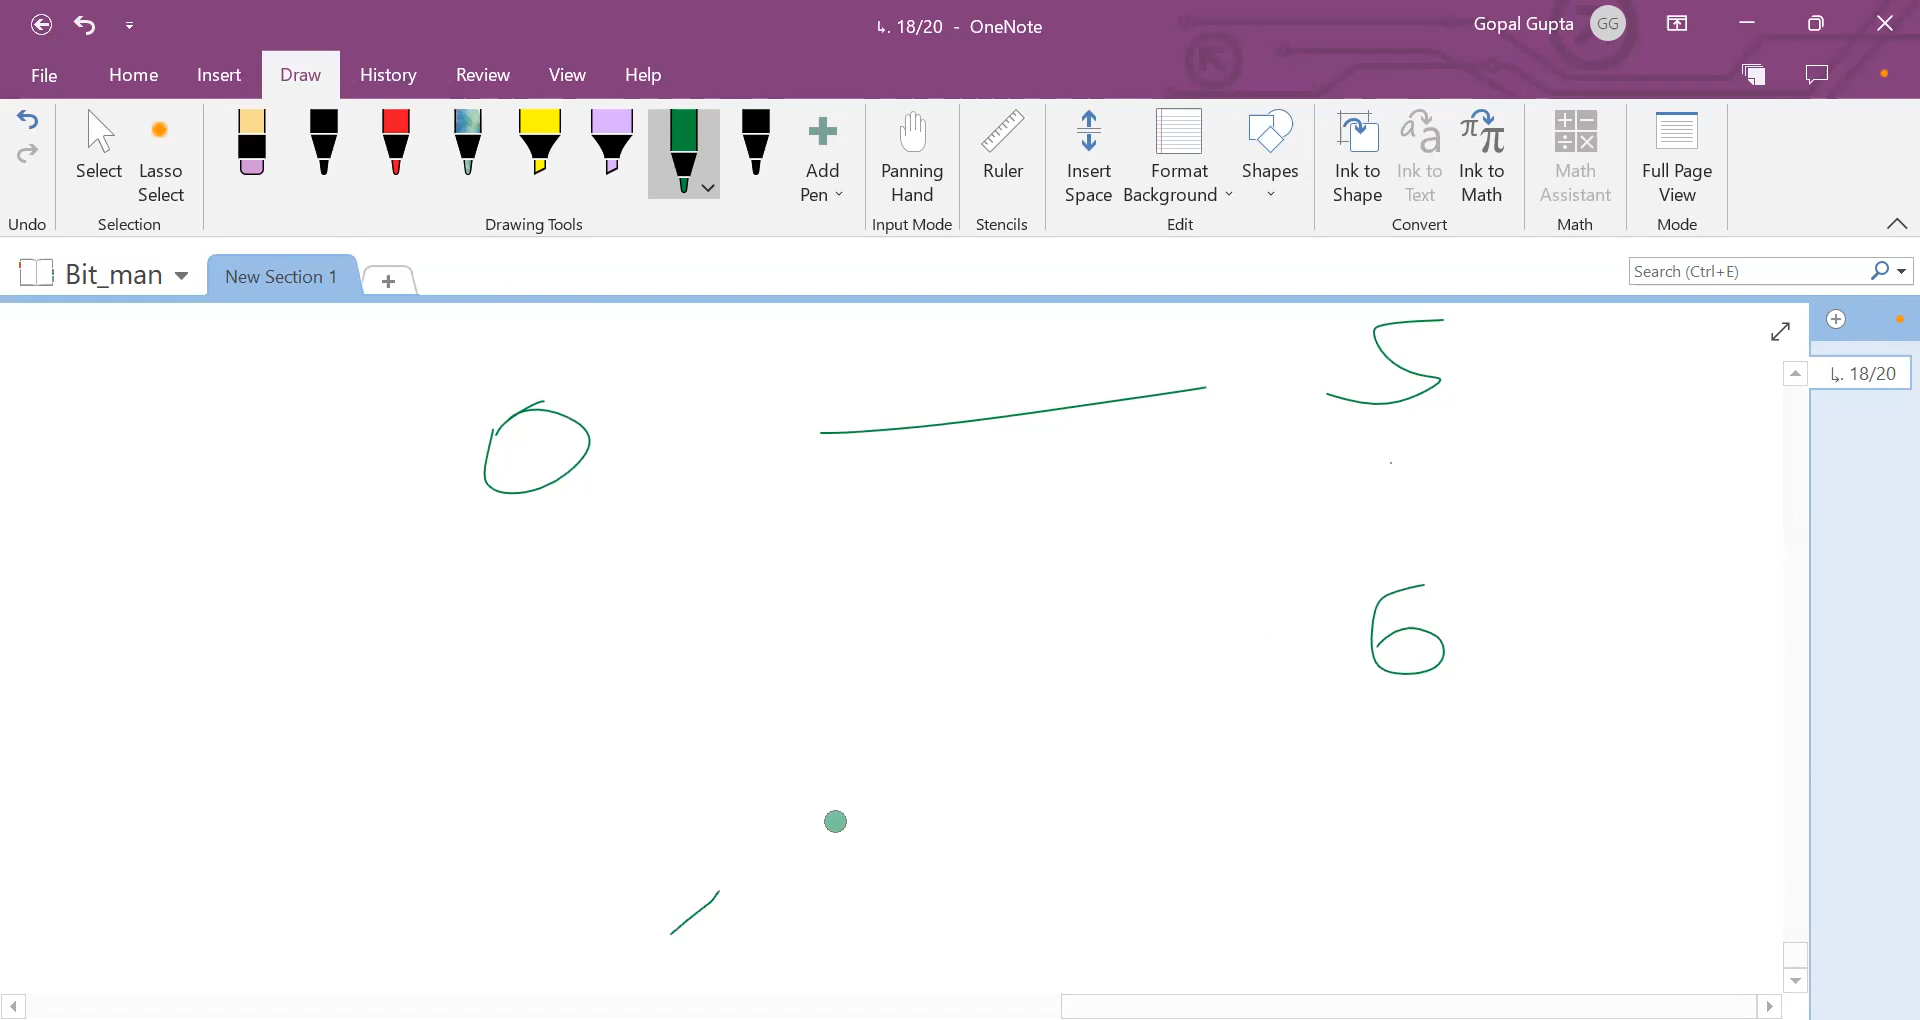 ↳. 18/20 - OneNote
Gopal Gupta GG
File Home Insert Draw History Review View Help
Select
Lasso Select
Add Pen
Panning Hand
Ruler
Insert Space
Format Background
Shapes
Ink to Shape
Ink to Text
Ink to Math
Math Assistant
Full Page View
Undo Selection Drawing Tools Input Mode Stencils Edit Convert Math Mode
Bit_man New Section 1 Search (Ctrl+E)
↳. 18/20
0 — 5
6